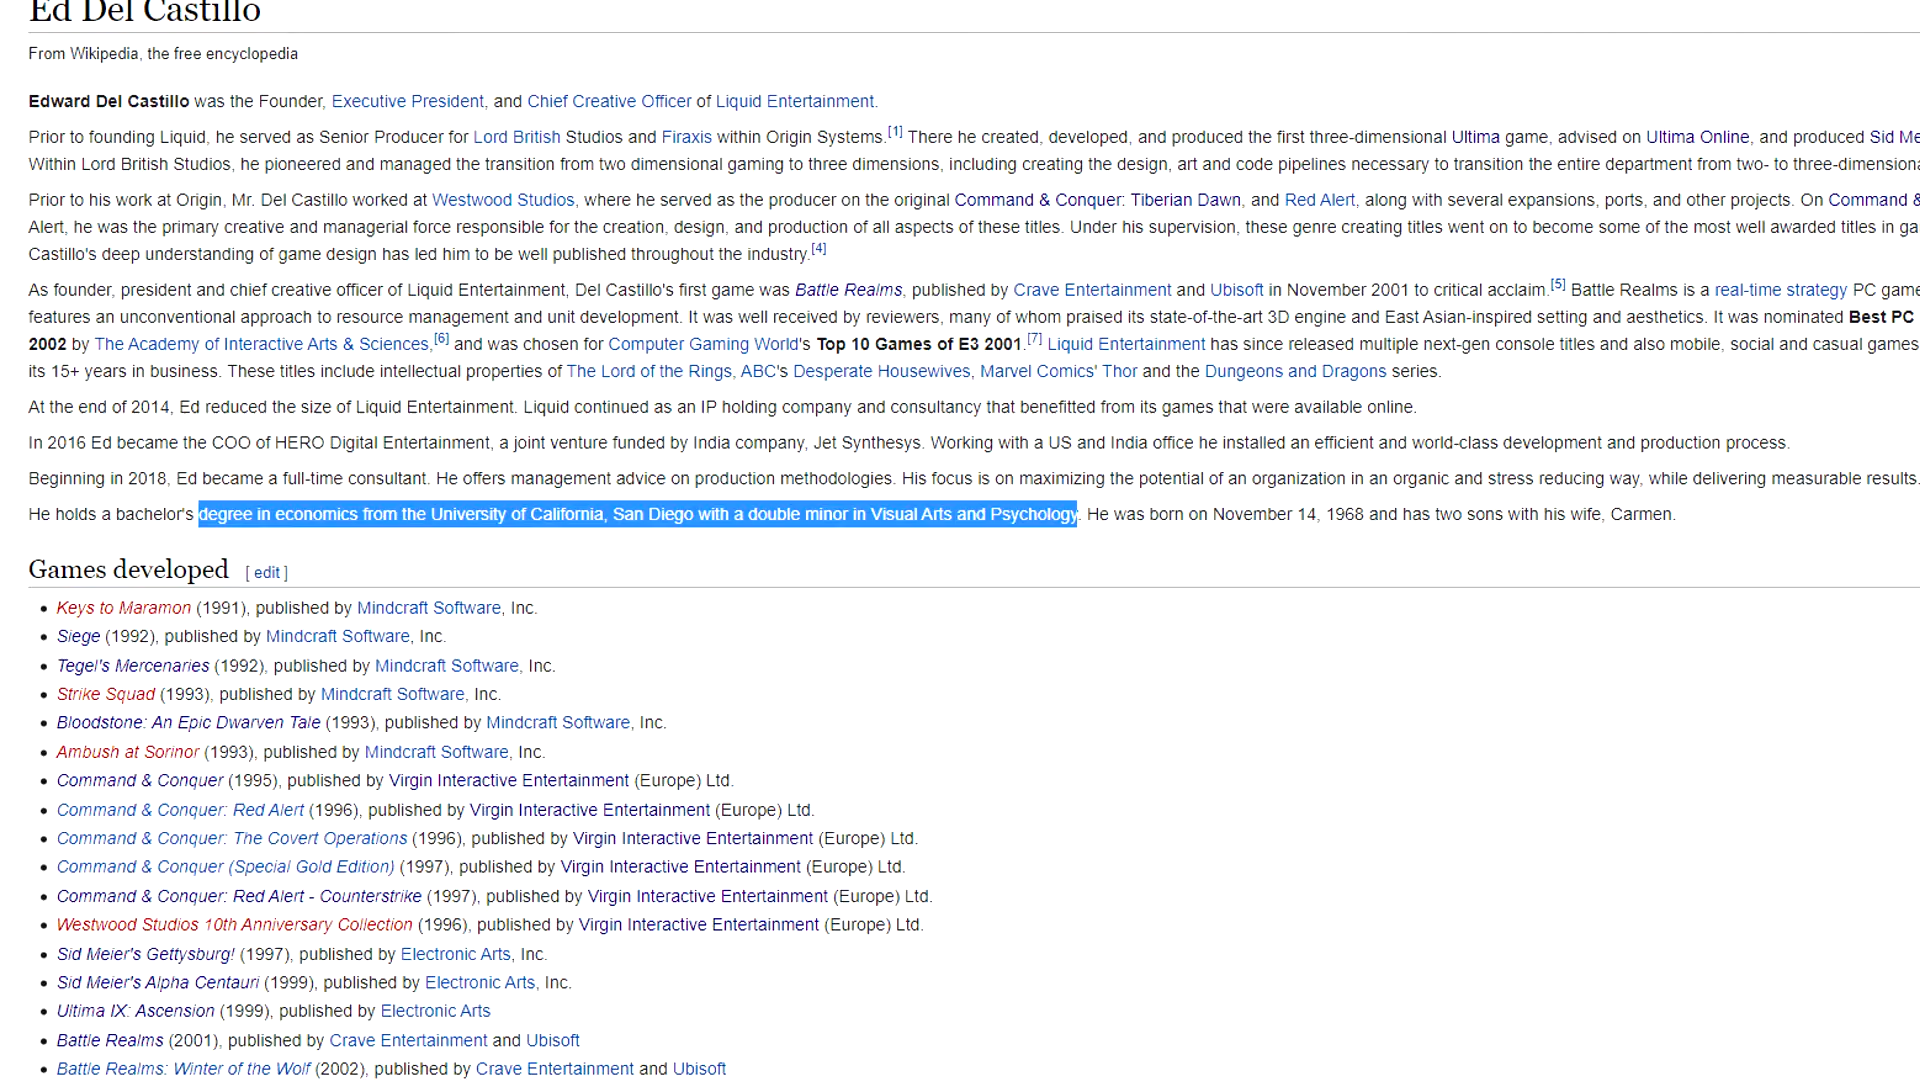 Ed Del Castillo
From Wikipedia, the free encyclopedia
Edward Del Castillo was the Founder, Executive President, and Chief Creative Officer of Liquid Entertainment.
Prior to founding Liquid, he served as Senior Producer for Lord British Studios and Firaxis within Origin Systems.[1] There he created, developed, and produced the first three-dimensional Ultima game, advised on Ultima Online, and produced Sid Me
Within Lord British Studios, he pioneered and managed the transition from two dimensional gaming to three dimensions, including creating the design, art and code pipelines necessary to transition the entire department from two- to three-dimensiona
Prior to his work at Origin, Mr. Del Castillo worked at Westwood Studios, where he served as the producer on the original Command & Conquer: Tiberian Dawn, and Red Alert, along with several expansions, ports, and other projects. On Command &
Alert, he was the primary creative and managerial force responsible for the creation, design, and production of all aspects of these titles. Under his supervision, these genre creating titles went on to become some of the most well awarded titles in ga
Castillo's deep understanding of game design has led him to be well published throughout the industry.[4]
As founder, president and chief creative officer of Liquid Entertainment, Del Castillo's first game was Battle Realms, published by Crave Entertainment and Ubisoft in November 2001 to critical acclaim.[5] Battle Realms is a real-time strategy PC game
features an unconventional approach to resource management and unit development. It was well received by reviewers, many of whom praised its state-of-the-art 3D engine and East Asian-inspired setting and aesthetics. It was nominated Best PC
2002 by The Academy of Interactive Arts & Sciences,[6] and was chosen for Computer Gaming World's Top 10 Games of E3 2001.[7] Liquid Entertainment has since released multiple next-gen console titles and also mobile, social and casual games
its 15+ years in business. These titles include intellectual properties of The Lord of the Rings, ABC's Desperate Housewives, Marvel Comics' Thor and the Dungeons and Dragons series.
At the end of 2014, Ed reduced the size of Liquid Entertainment. Liquid continued as an IP holding company and consultancy that benefitted from its games that were available online.
In 2016 Ed became the COO of HERO Digital Entertainment, a joint venture funded by India company, Jet Synthesys. Working with a US and India office he installed an efficient and world-class development and production process.
Beginning in 2018, Ed became a full-time consultant. He offers management advice on production methodologies. His focus is on maximizing the potential of an organization in an organic and stress reducing way, while delivering measurable results.
He holds a bachelor's degree in economics from the University of California, San Diego with a double minor in Visual Arts and Psychology. He was born on November 14, 1968 and has two sons with his wife, Carmen.
Games developed [ edit ]
• Keys to Maramon (1991), published by Mindcraft Software, Inc.
• Siege (1992), published by Mindcraft Software, Inc.
• Tegel's Mercenaries (1992), published by Mindcraft Software, Inc.
• Strike Squad (1993), published by Mindcraft Software, Inc.
• Bloodstone: An Epic Dwarven Tale (1993), published by Mindcraft Software, Inc.
• Ambush at Sorinor (1993), published by Mindcraft Software, Inc.
• Command & Conquer (1995), published by Virgin Interactive Entertainment (Europe) Ltd.
• Command & Conquer: Red Alert (1996), published by Virgin Interactive Entertainment (Europe) Ltd.
• Command & Conquer: The Covert Operations (1996), published by Virgin Interactive Entertainment (Europe) Ltd.
• Command & Conquer (Special Gold Edition) (1997), published by Virgin Interactive Entertainment (Europe) Ltd.
• Command & Conquer: Red Alert - Counterstrike (1997), published by Virgin Interactive Entertainment (Europe) Ltd.
• Westwood Studios 10th Anniversary Collection (1996), published by Virgin Interactive Entertainment (Europe) Ltd.
• Sid Meier's Gettysburg! (1997), published by Electronic Arts, Inc.
• Sid Meier's Alpha Centauri (1999), published by Electronic Arts, Inc.
• Ultima IX: Ascension (1999), published by Electronic Arts
• Battle Realms (2001), published by Crave Entertainment and Ubisoft
• Battle Realms: Winter of the Wolf (2002), published by Crave Entertainment and Ubisoft